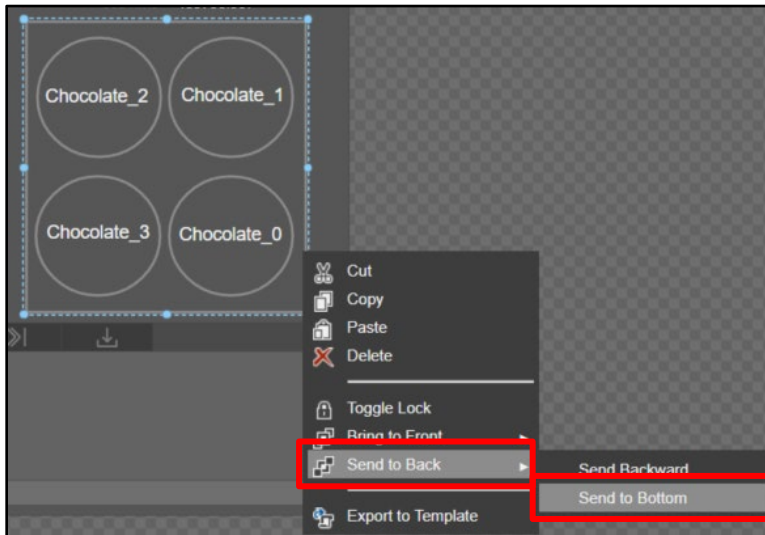 Chocolate_2 Chocolate_1
Chocolate_3 Chocolate_0
Cut
Copy
Paste
Delete
Toggle Lock
Bring to Front
Send to Back
Send Backward
Send to Bottom
Export to Template